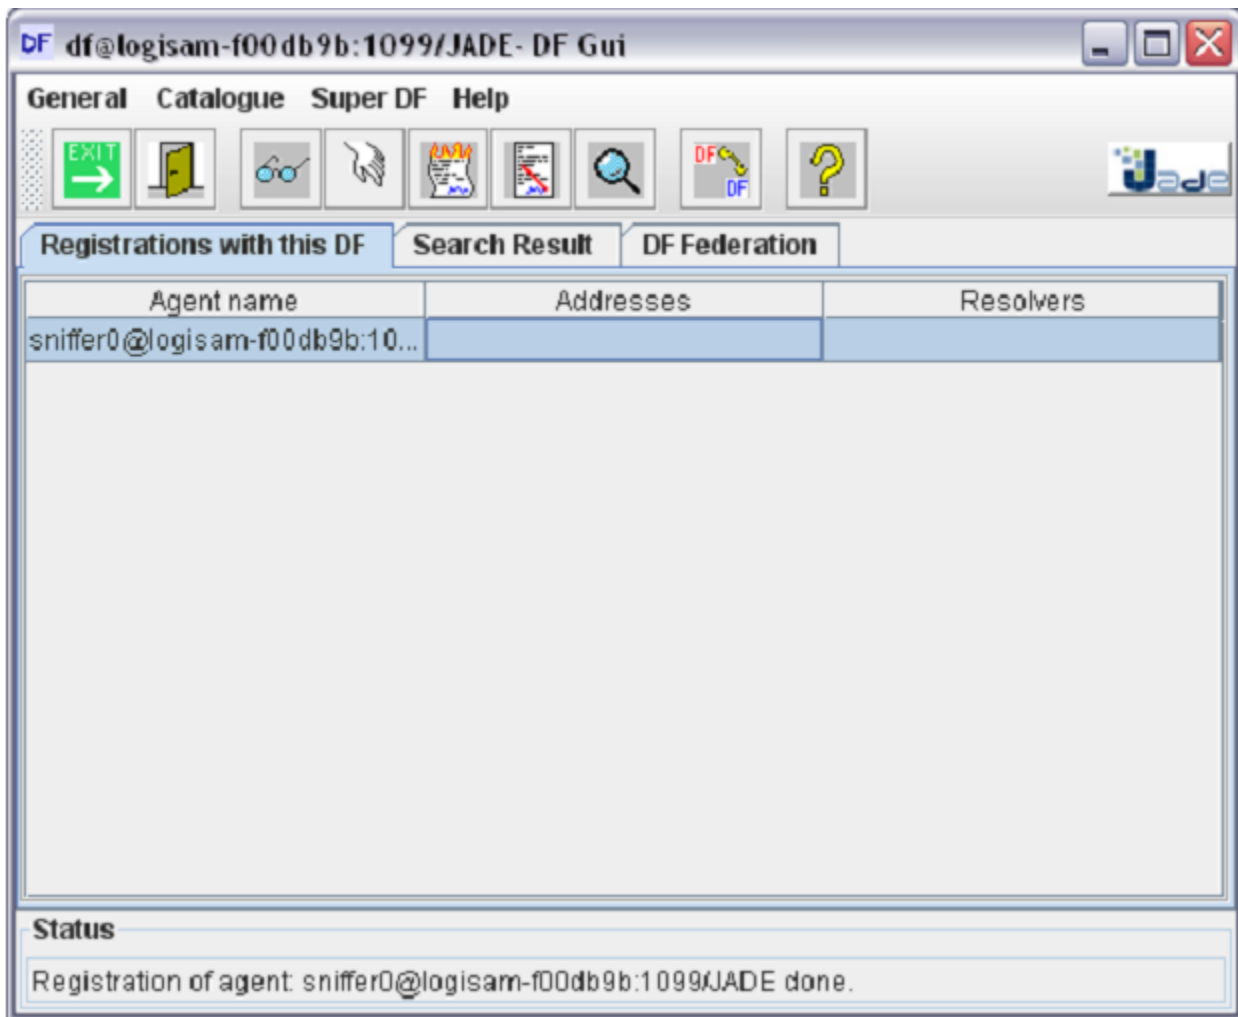 DF df@logisam-f00db9b:1099/JADE- DF Gui
General Catalogue Super DF Help
EXIT DF DF ? Jade
Registrations with this DF Search Result DF Federation
Agent name Addresses Resolvers
sniffer0@logisam-f00db9b:10...
Status
Registration of agent: sniffer0@logisam-f00db9b:1099/JADE done.